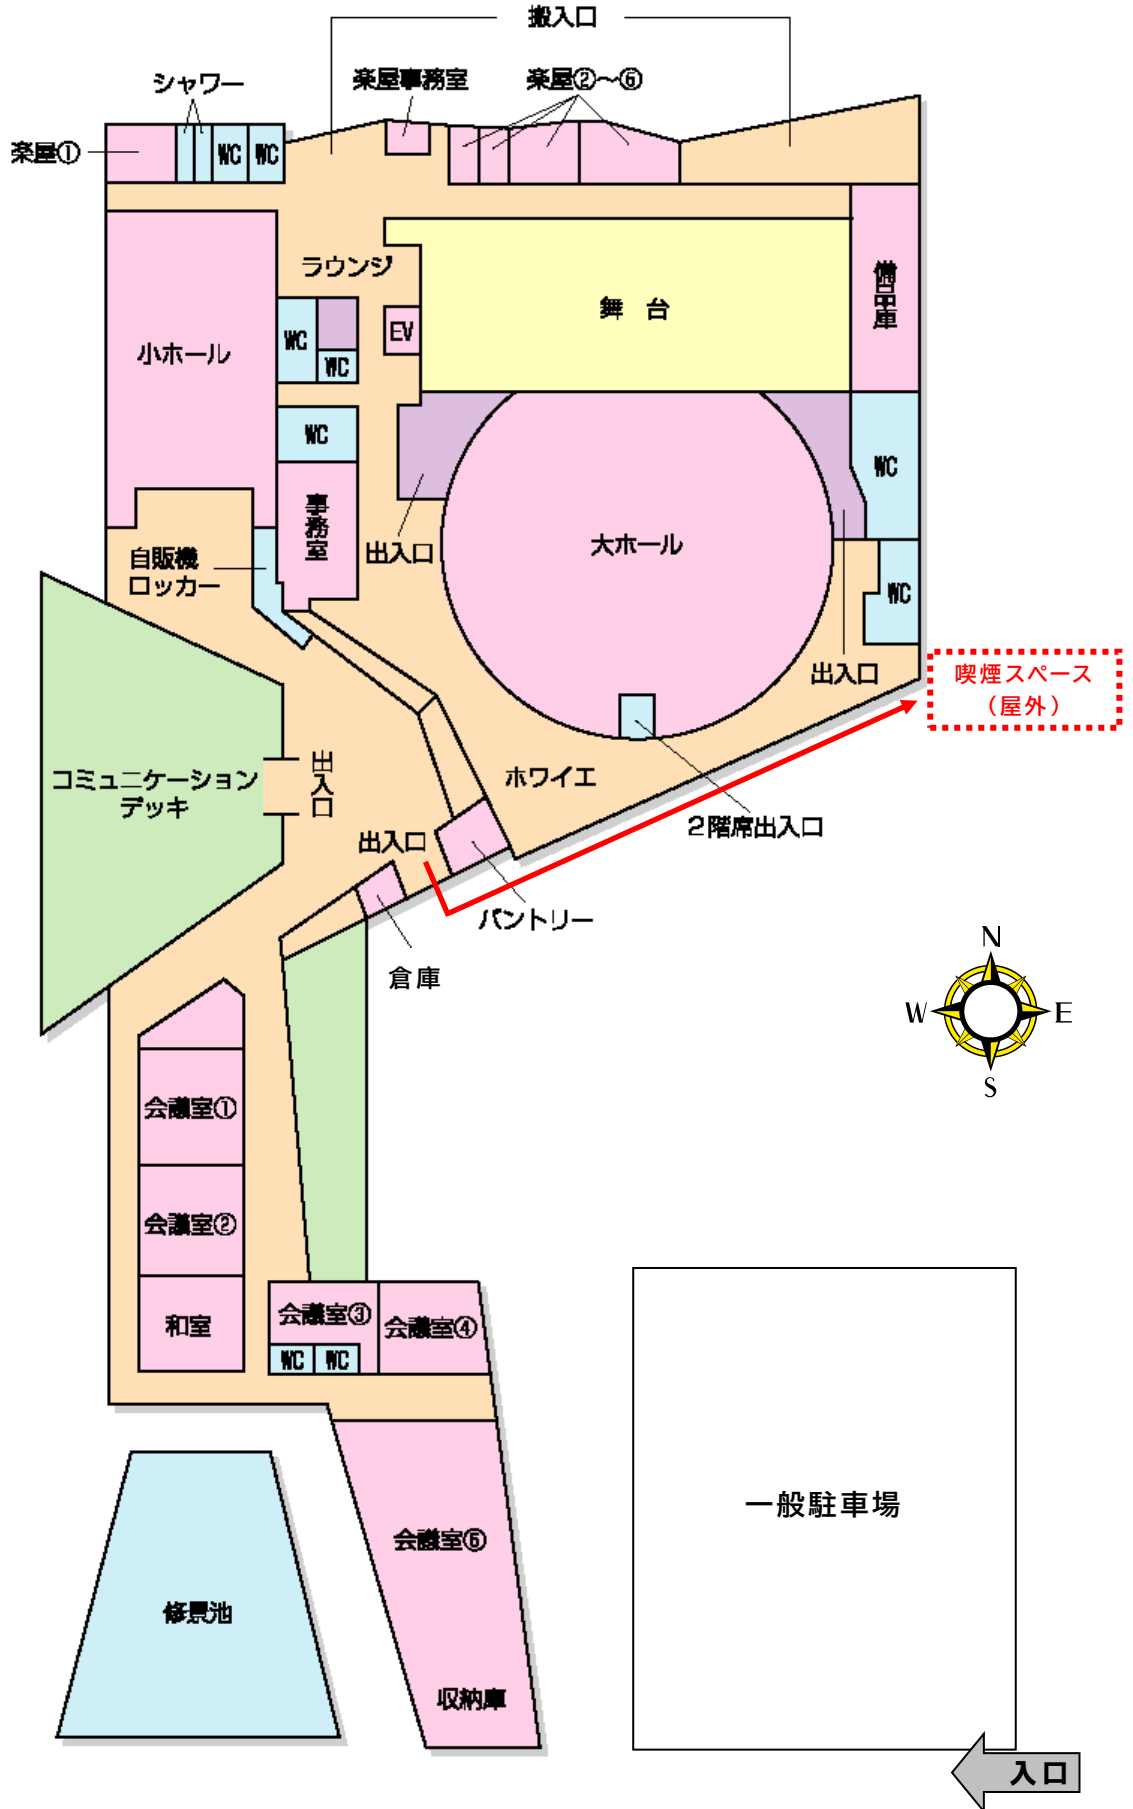 搬入口
シャワー
楽屋事務室
楽屋②～⑤
楽屋①
WC
WC
ラウンジ
備品庫
舞 台
EV
WC
小ホール
WC
WC
WC
事務室
大ホール
出入口
自販機
ロッカー
WC
出入口
喫煙スペース
（屋外）
コミュニケーション
デッキ
出入口
ホワイエ
2階席出入口
出入口
パントリー
倉庫
N
W
E
S
会議室①
会議室②
和室
会議室③
会議室④
WC
WC
一般駐車場
会議室⑤
修景池
収納庫
入口